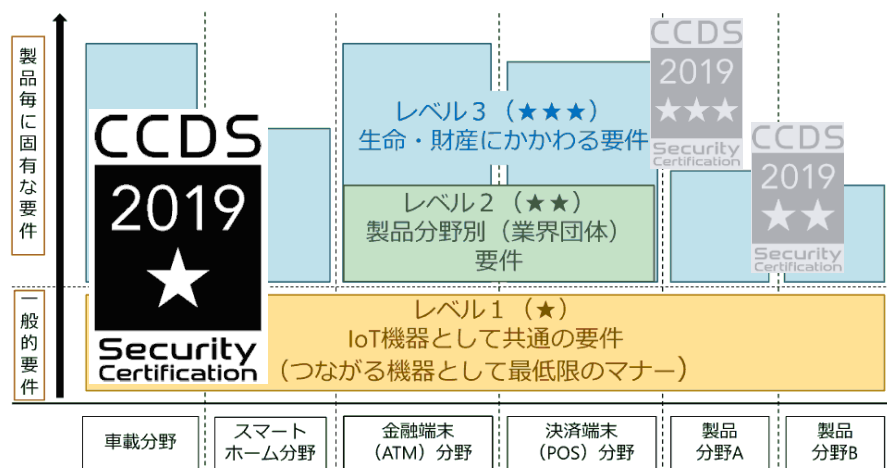 製品毎に固有な要件
一般的要件
CCDS
2019
★
Security
Certification
レベル3（★★★）
生命・財産にかかわる要件
レベル2（★★）
製品分野別（業界団体）
要件
CCDS
2019
★★★
Security
Certification
CCDS
2019
★★
Security
Certification
レベル1（★）
IoT機器として共通の要件
（つながる機器として最低限のマナー）
車載分野
スマート
ホーム分野
金融端末
（ATM）分野
決済端末
（POS）分野
製品
分野A
製品
分野B